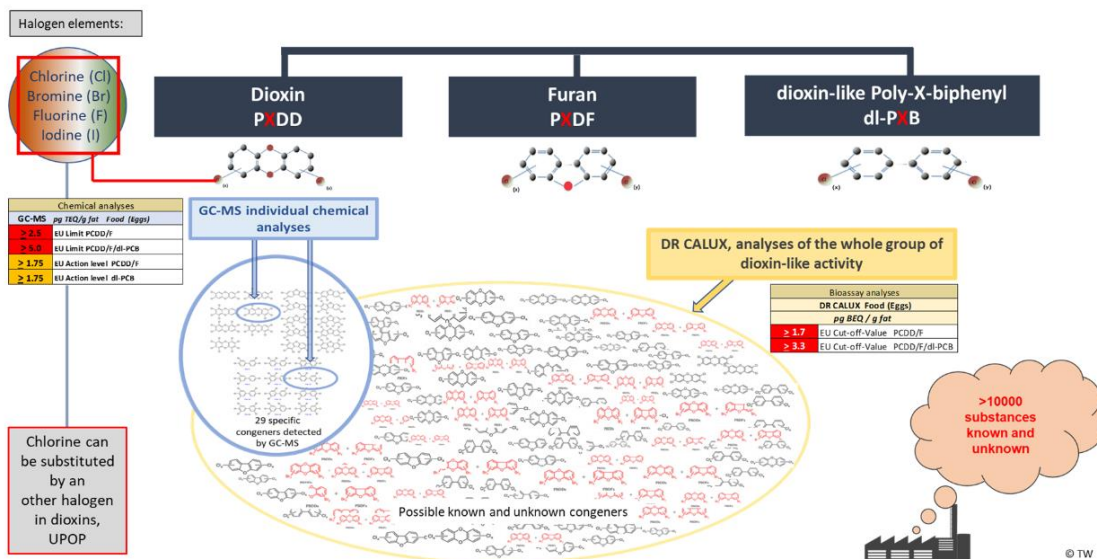 Halogen elements:
Chlorine (Cl)
Bromine (Br)
Fluorine (F)
Iodine (I)
Dioxin
PXDD
Furan
PXDF
dioxin-like Poly-X-biphenyl
dl-PXB
(x)
(y)
(x)
(y)
Chemical analyses
GC-MS pg TEQ/g fat Food (Eggs)
≥ 2.5 EU Limit PCDD/F
≥ 5.0 EU Limit PCDD/F/dl-PCB
≥ 1.75 EU Action level PCDD/F
≥ 1.75 EU Action level dl-PCB
GC-MS individual chemical
analyses
DR CALUX, analyses of the whole group of
dioxin-like activity
Bioassay analyses
DR CALUX Food (Eggs)
pg BEQ / g fat
≥ 1.7 EU Cut-off-Value PCDD/F
≥ 3.3 EU Cut-off-Value PCDD/F/dl-PCB
29 specific
congeners detected
by GC-MS
Possible known and unknown congeners
>10000
substances
known and
unknown
Chlorine can
be substituted
by an
other halogen
in dioxins,
UPOP
© TW